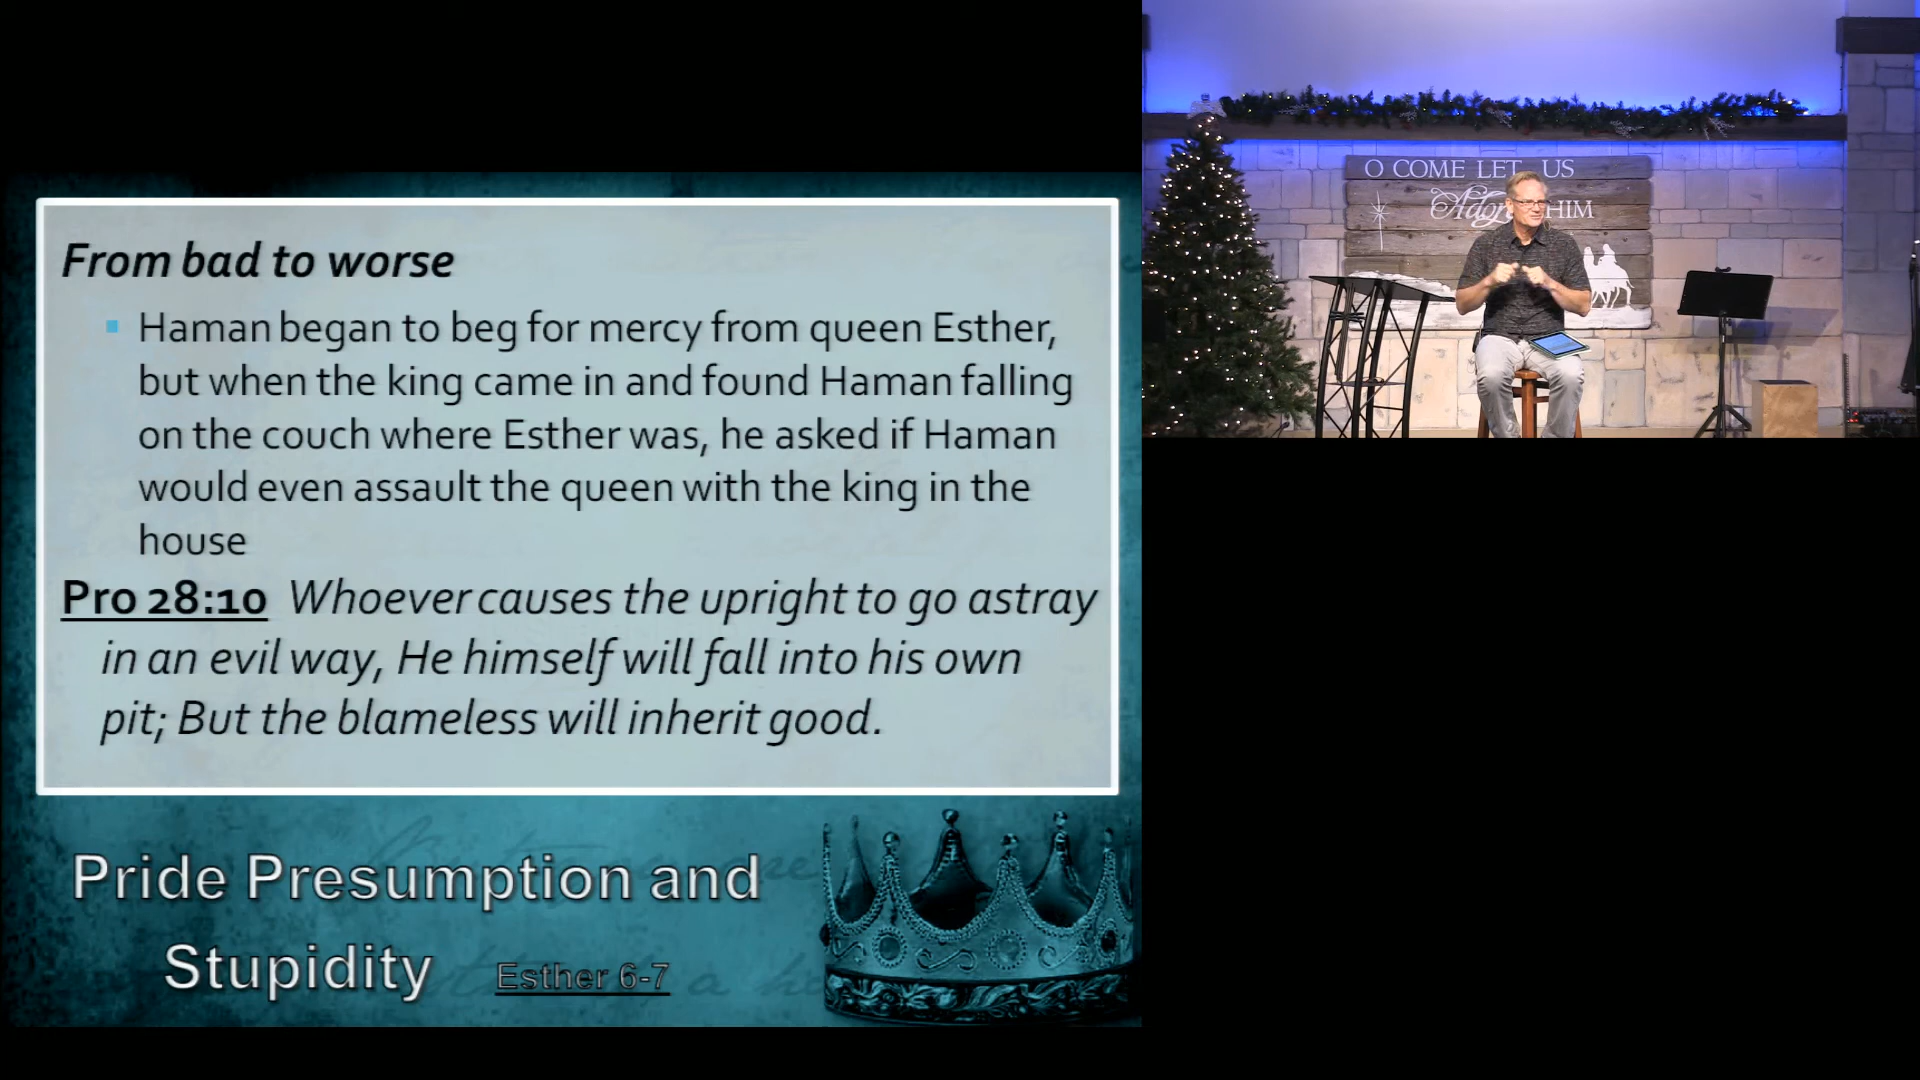 From bad to worse
Haman began to beg for mercy from queen Esther,
but when the king came in and found Haman falling
on the couch where Esther was, he asked if Haman
would even assault the queen with the king in the
house
Pro 28:10 Whoever causes the upright to go astray
in an evil way, He himself will fall into his own
pit; But the blameless will inherit good.
Pride Presumption and
Stupidity Esther 6-7
O COME LET US
HIM